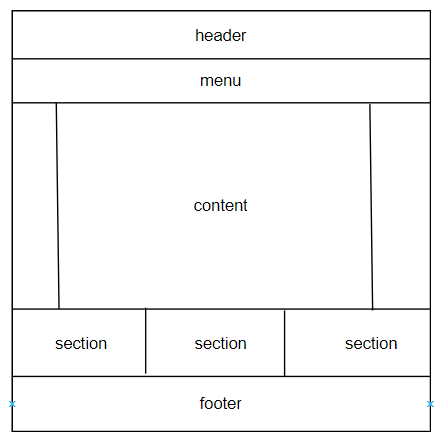 header
menu
content
section section section
footer